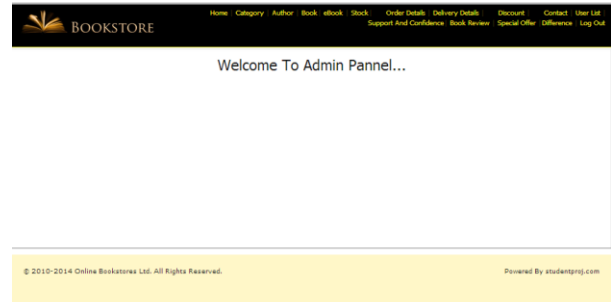 BOOKSTORE
Home | Category | Author | Book | eBook | Stock | Order Details | Delivery Details | Discount | Contact | User List
Support And Confidence | Book Review | Special Offer | Difference | Log Out
Welcome To Admin Pannel...
© 2010-2014 Online Bookstores Ltd. All Rights Reserved.
Powered By studentproj.com